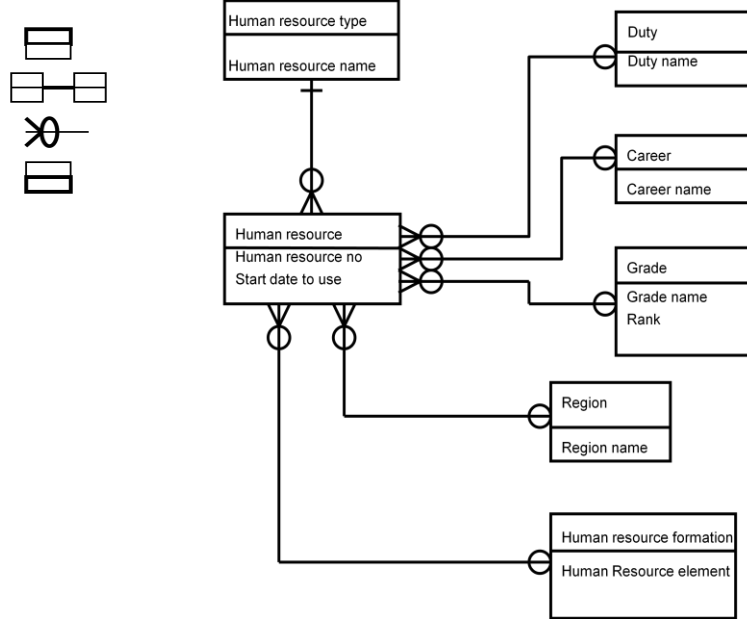 Human resource type
Human resource name
Duty
Duty name
Career
Career name
Human resource
Human resource no
Start date to use
Grade
Grade name
Rank
Region
Region name
Human resource formation
Human Resource element